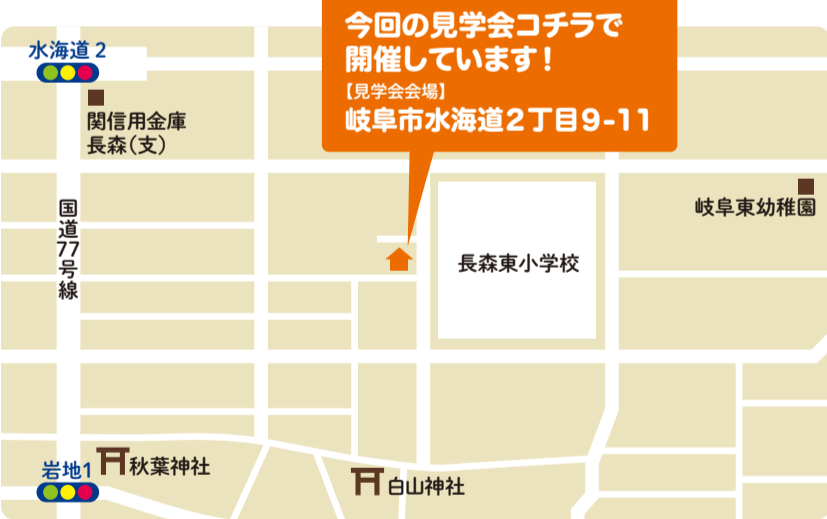 今回の見学会コチラで
開催しています!
【見学会会場】
岐阜市水海道2丁目9-11
水海道2
関信用金庫
長森(支)
国道77号線
岐阜東幼稚園
長森東小学校
岩地1
秋葉神社
白山神社